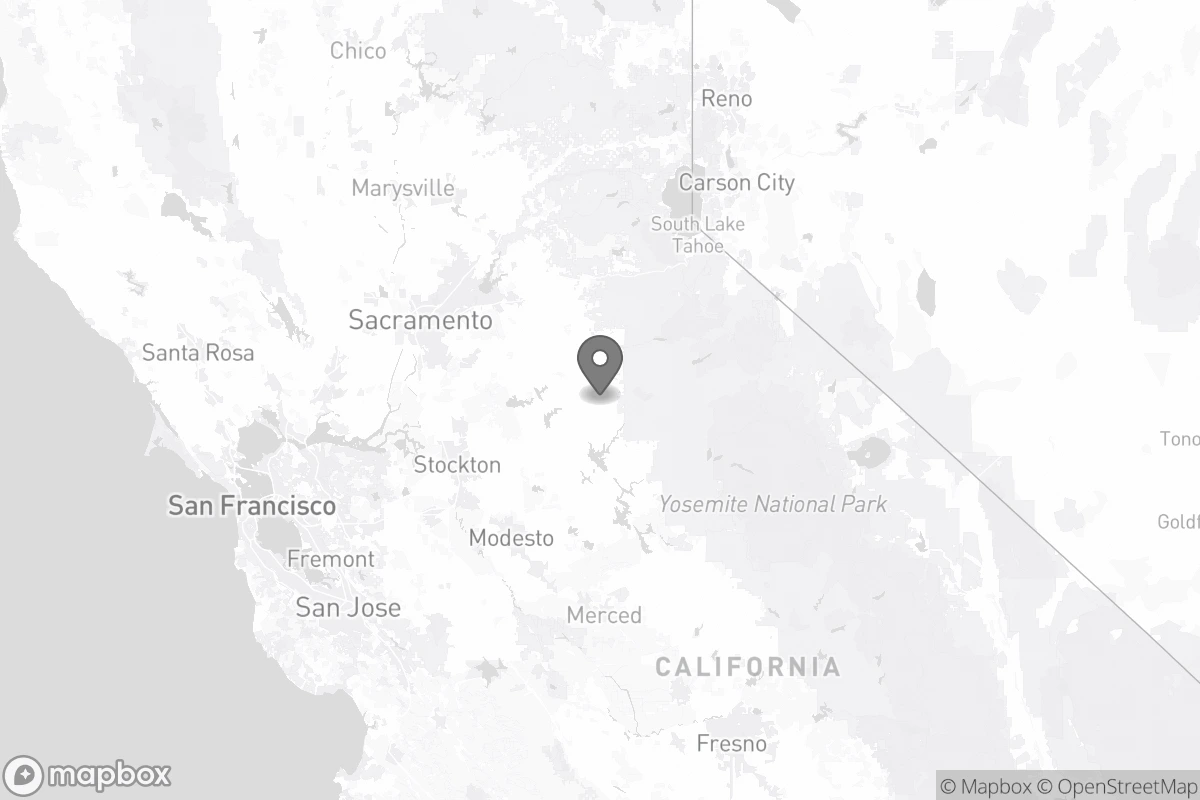 Chico
Reno
Marysville
Carson City
South Lake
Tahoe
Sacramento
Santa Rosa
Tono
Stockton
San Francisco
Yosemite National Park
Goldf
Modesto
Fremont
San Jose
Merced
CALIFORNIA
Fresno
mapbox
© Mapbox © OpenStreetMap